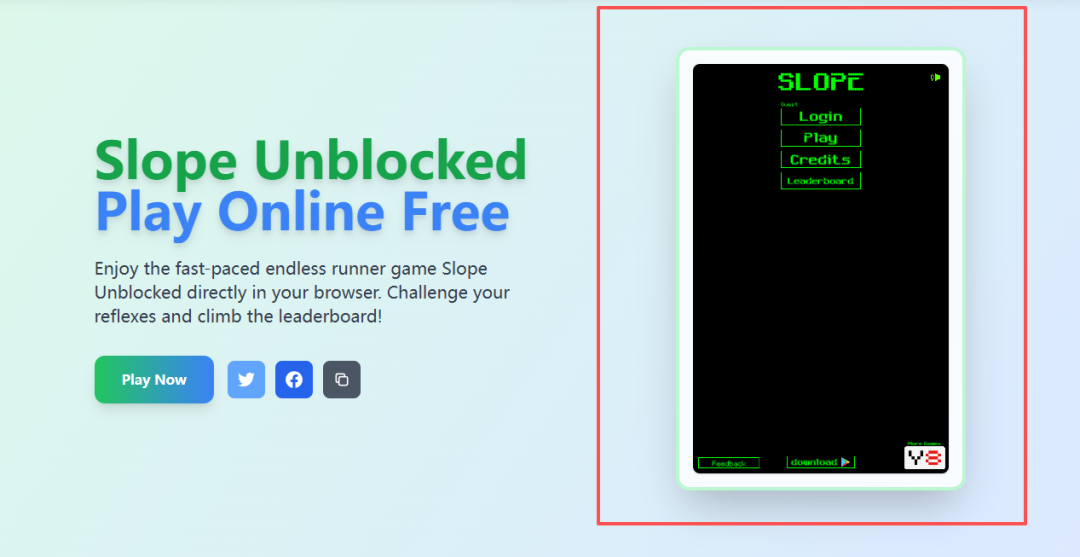 Slope Unblocked
Play Online Free
Enjoy the fast-paced endless runner game Slope
Unblocked directly in your browser. Challenge your
reflexes and climb the leaderboard!
Play Now
SLOPE
Guest
Login
Play
Credits
Leaderboard
Feedback
download
More Games
Y8